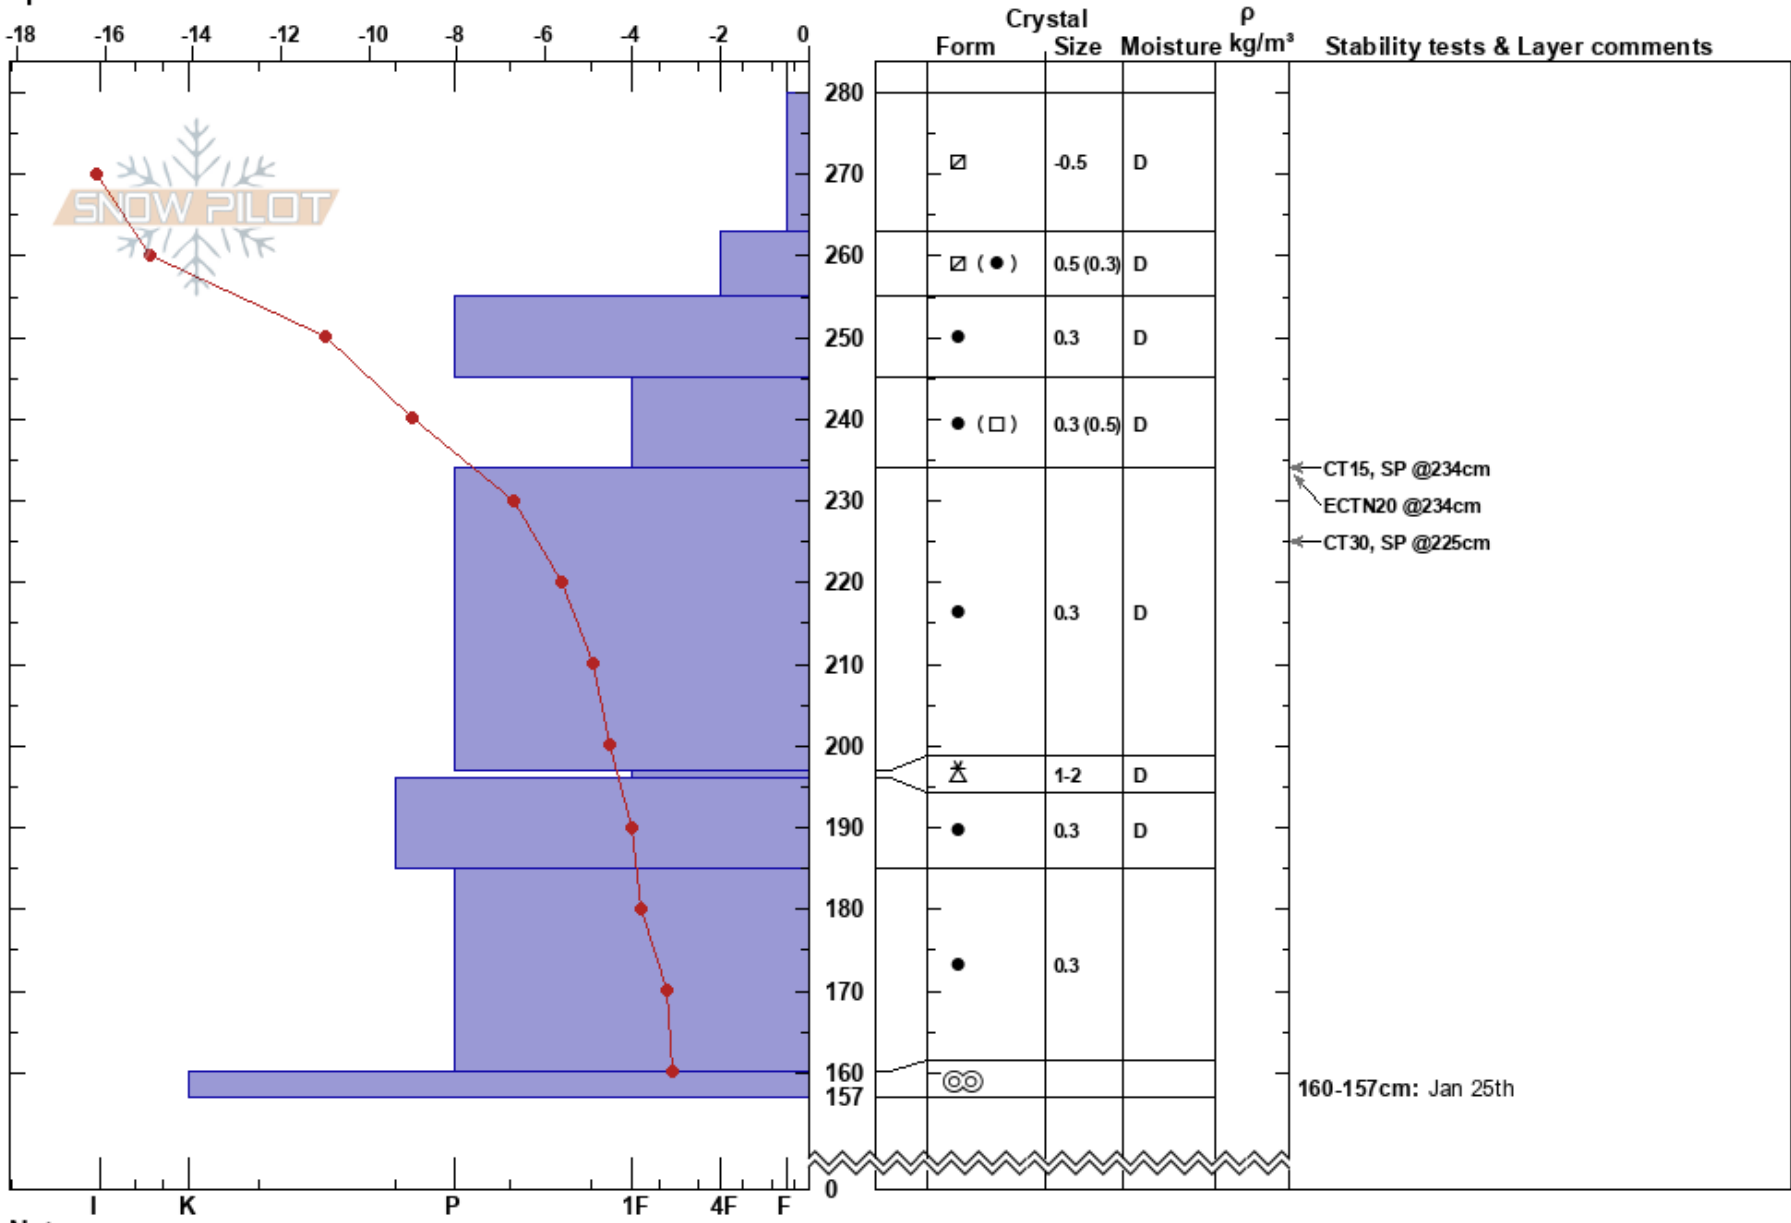 Crystal ρ
-18 -16 -14 -12 -10 -8 -6 -4 -2 0 Form Size Moisture kg/m³ Stability tests & Layer comments
280
SNOW PILOT
270 -0.5 D
260 0.5 (0.3) D
250 0.3 D
240 0.3 (0.5) D
CT15, SP @234cm
230 ECTN20 @234cm
CT30, SP @225cm
220 0.3 D
210
200
1-2 D
190 0.3 D
180
0.3
170
160
157 160-157cm: Jan 25th
0
I K P 1F 4F F